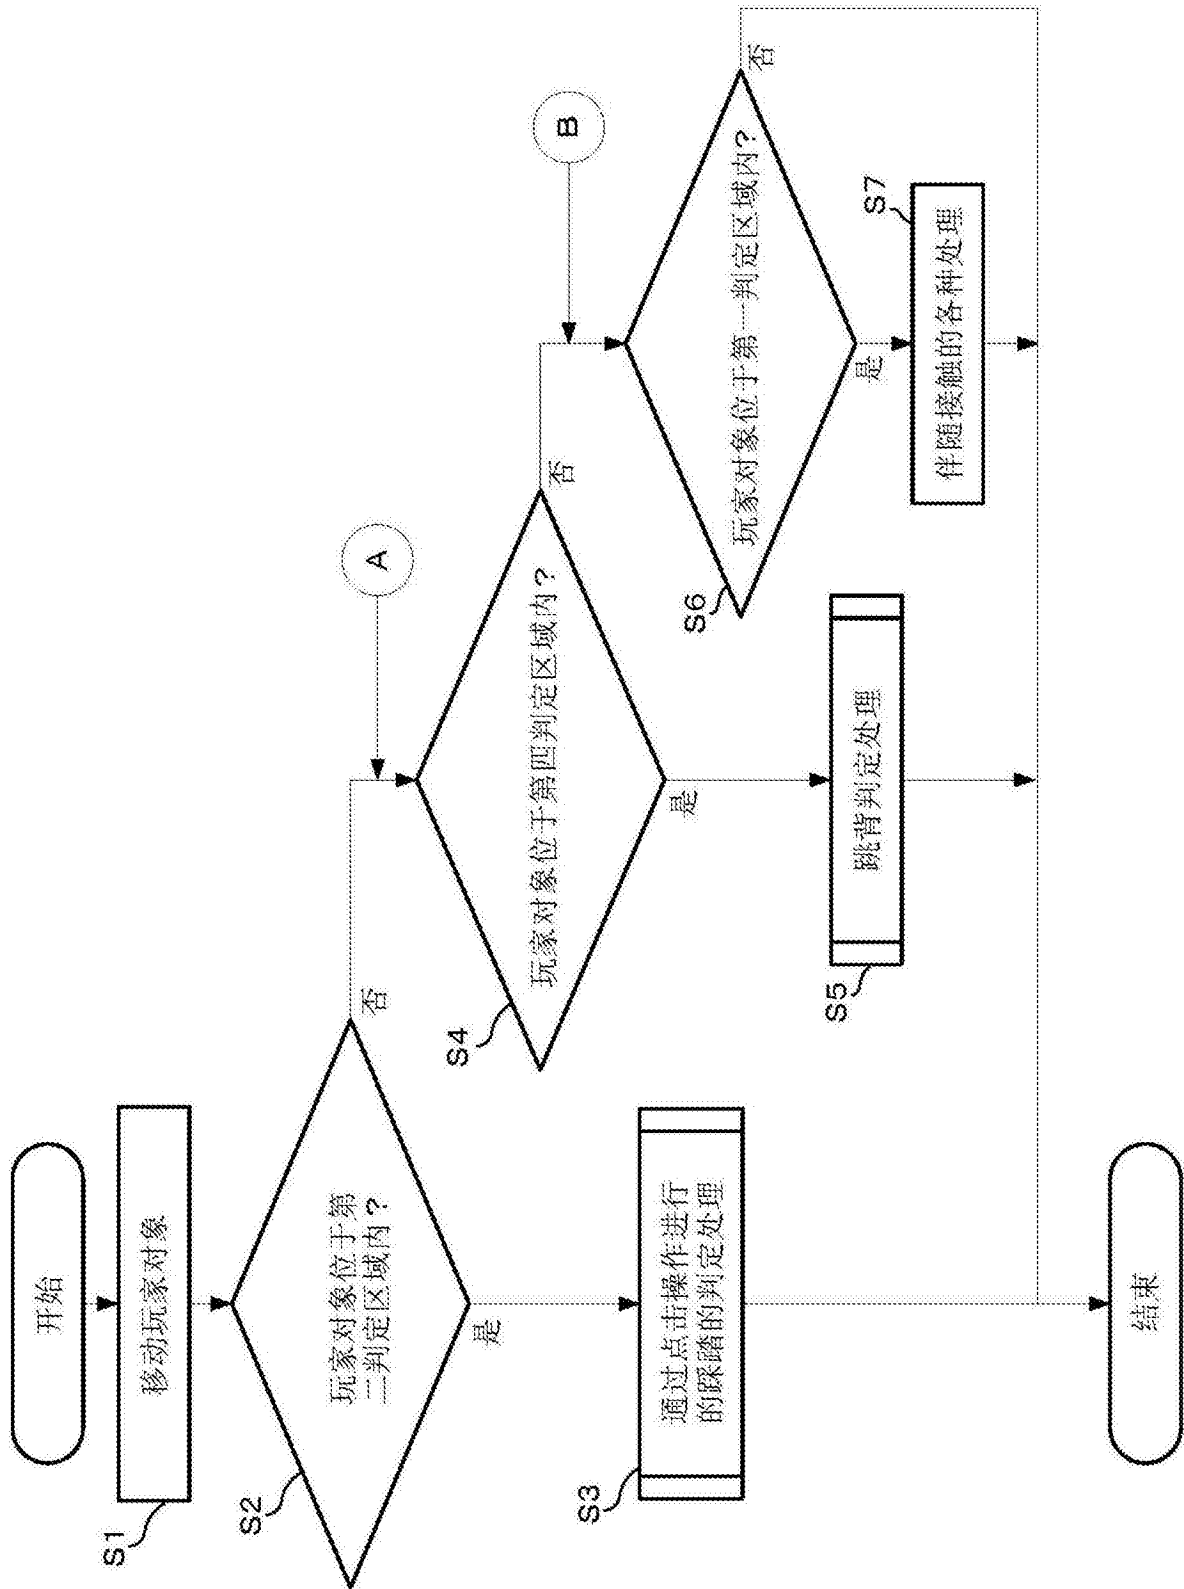 开始
S1
移动玩家对象
S2
玩家对象位于第
二判定区域内?
是
否
S3
通过点击操作进行
的踩踏的判定处理
A
S4
玩家对象位于第四判定区域内?
是
否
S5
跳背判定处理
B
S6
玩家对象位于第一判定区域内?
是
否
S7
伴随接触的各种处理
结束